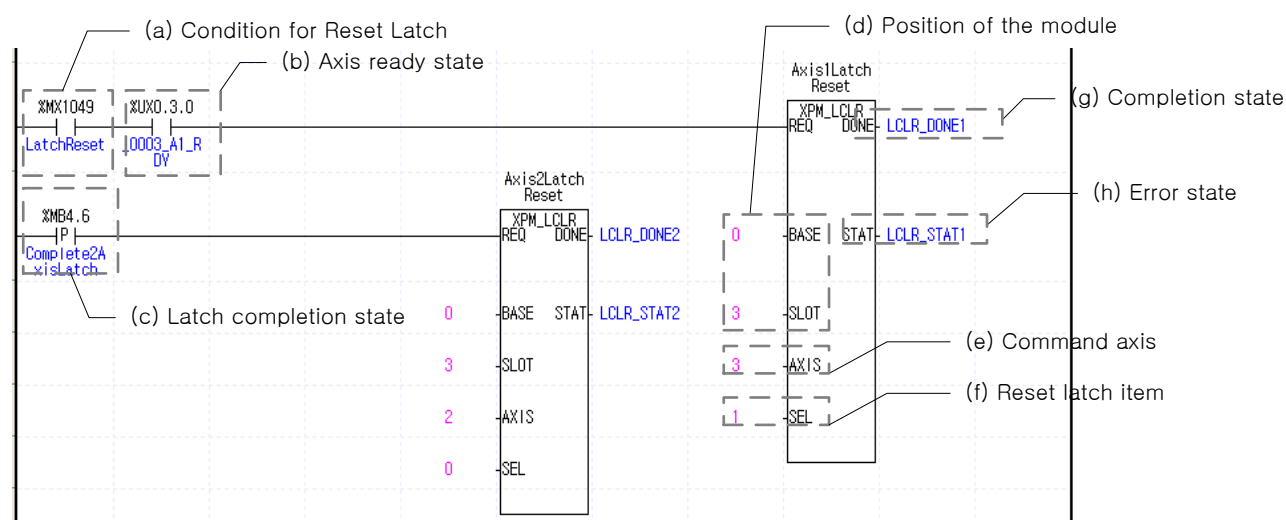 (a) Condition for Reset Latch
(d) Position of the module
(b) Axis ready state
Axis1Latch
Reset
(g) Completion state
%MX1049
%UX0.3.0
XPM_LCLR
REQ DONE
LCLR_DONE1
LatchReset
_0003_A1_R
DY
Axis2Latch
Reset
(h) Error state
%MB4.6
P
XPM_LCLR
REQ DONE
LCLR_DONE2
0
BASE STAT
LCLR_STAT1
Complete2A
xisLatch
(c) Latch completion state
0
BASE STAT
LCLR_STAT2
3
SLOT
(e) Command axis
3
SLOT
3
AXIS
(f) Reset latch item
2
AXIS
1
SEL
0
SEL